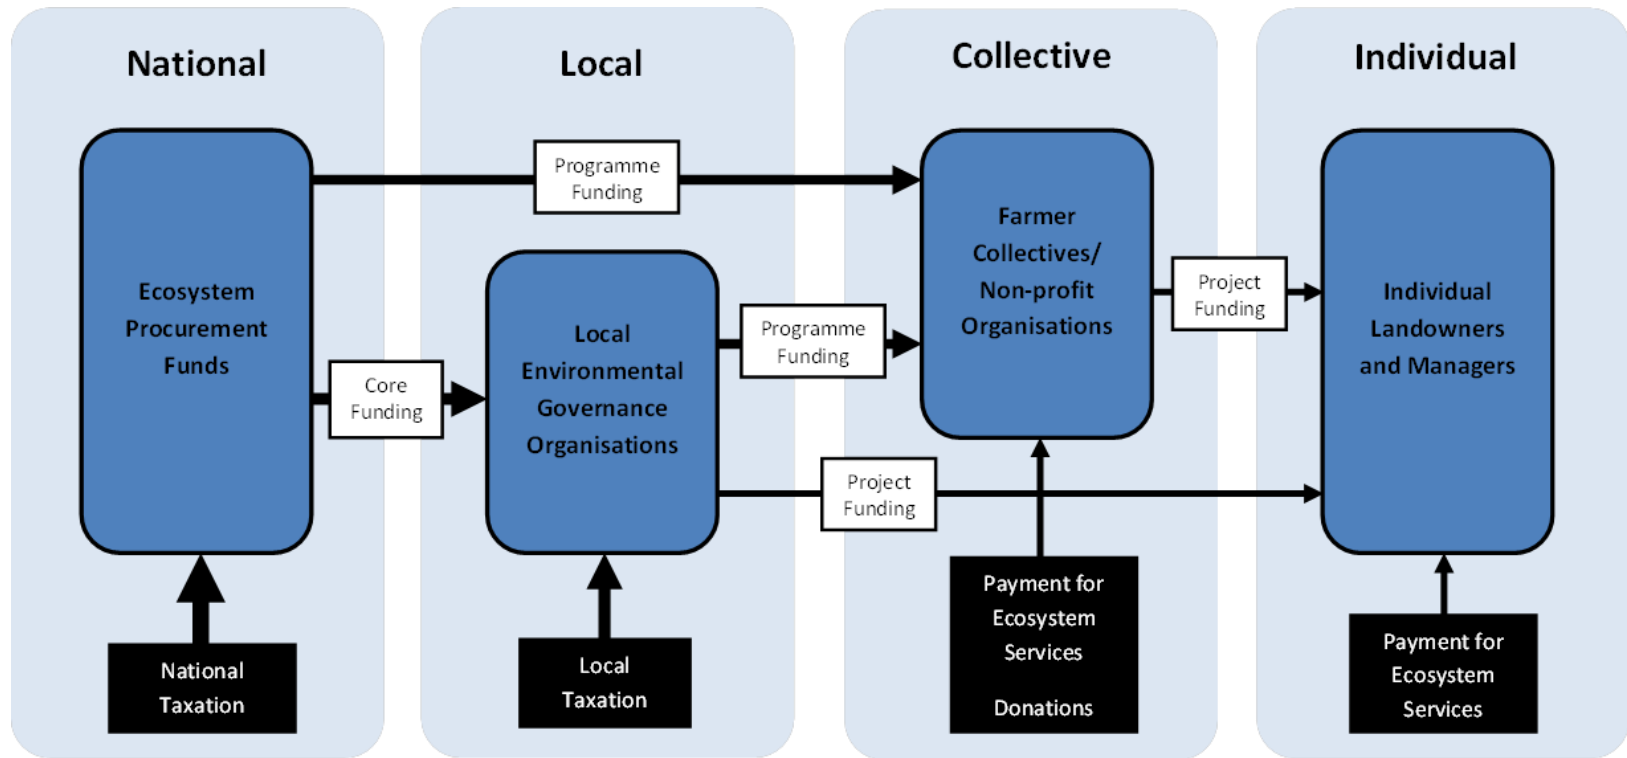 National
Local
Collective
Individual
Ecosystem
Procurement
Funds
Programme
Funding
Core
Funding
Local
Environmental
Governance
Organisations
Programme
Funding
Project
Funding
Farmer
Collectives/
Non-profit
Organisations
Project
Funding
Individual
Landowners
and Managers
National
Taxation
Local
Taxation
Payment for
Ecosystem
Services
Donations
Payment for
Ecosystem
Services